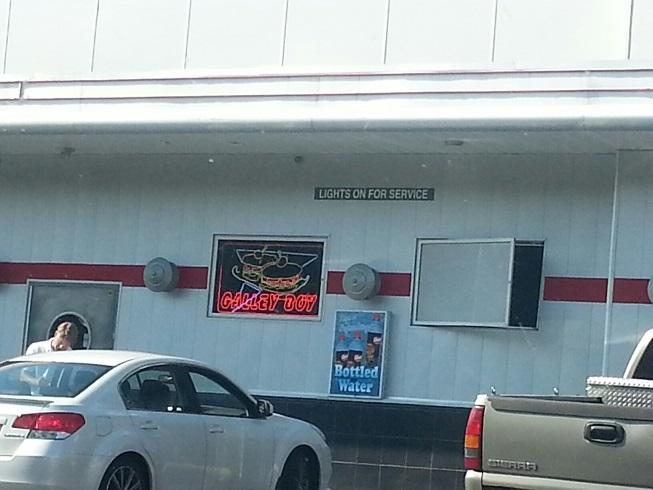 LIGHTS ON FOR SERVICE
GALLEY BOY
Bottled
Water
SIERRA